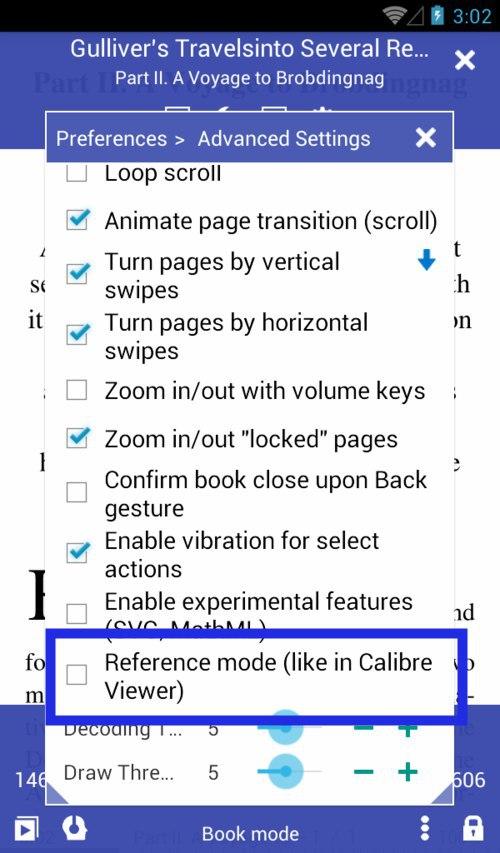 3:02
Gulliver's Travelsinto Several Re...
Part II. A Voyage to Brobdingnag
Preferences > Advanced Settings
Loop scroll
Animate page transition (scroll)
Turn pages by vertical
swipes
Turn pages by horizontal
swipes
Zoom in/out with volume keys
Zoom in/out "locked" pages
Confirm book close upon Back
gesture
Enable vibration for select
actions
Enable experimental features
(SVG, MathML)
Reference mode (like in Calibre
Viewer)
Decoding T... 5
Draw Thre... 5
146 606
Book mode